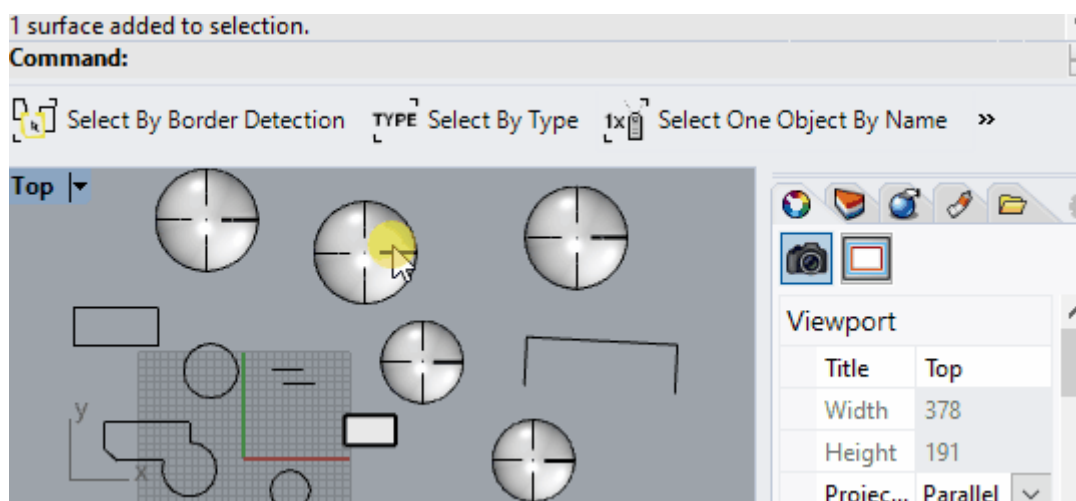 1 surface added to selection.
Command:
Select By Border Detection TYPE Select By Type 1x Select One Object By Name »
Top
Viewport
Title Top
Width 378
Height 191
Projec... Parallel
y
x